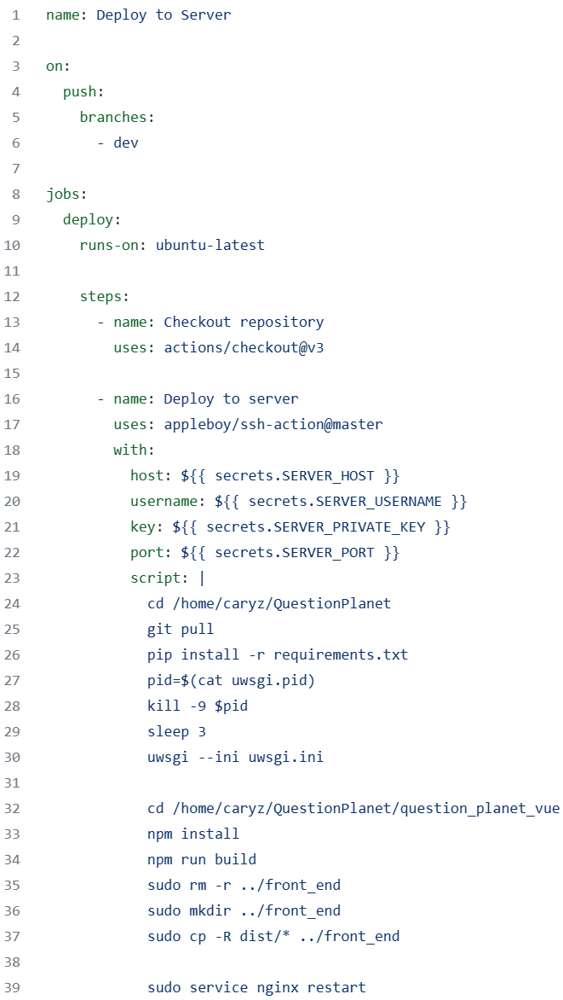 1 name: Deploy to Server
2
3 on:
4   push:
5     branches:
6       - dev
7
8 jobs:
9   deploy:
10     runs-on: ubuntu-latest
11
12     steps:
13       - name: Checkout repository
14         uses: actions/checkout@v3
15
16       - name: Deploy to server
17         uses: appleboy/ssh-action@master
18         with:
19           host: ${{ secrets.SERVER_HOST }}
20           username: ${{ secrets.SERVER_USERNAME }}
21           key: ${{ secrets.SERVER_PRIVATE_KEY }}
22           port: ${{ secrets.SERVER_PORT }}
23           script: |
24             cd /home/caryz/QuestionPlanet
25             git pull
26             pip install -r requirements.txt
27             pid=$(cat uwsgi.pid)
28             kill -9 $pid
29             sleep 3
30             uwsgi --ini uwsgi.ini
31
32             cd /home/caryz/QuestionPlanet/question_planet_vue
33             npm install
34             npm run build
35             sudo rm -r ../front_end
36             sudo mkdir ../front_end
37             sudo cp -R dist/* ../front_end
38
39             sudo service nginx restart